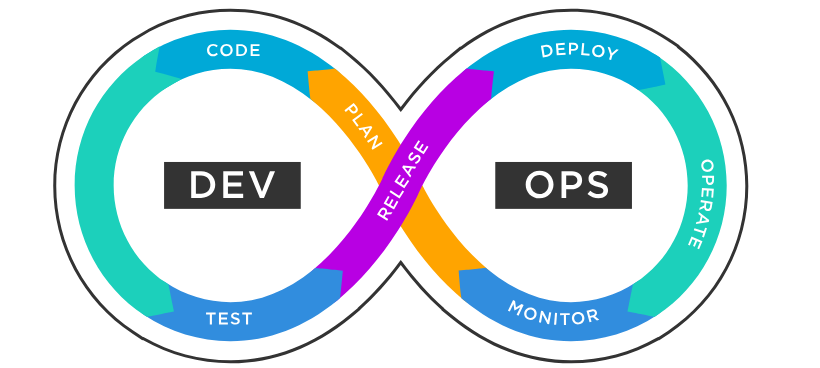 CODE
DEPLOY
PLAN
RELEASE
DEV
OPS
OPERATE
TEST
MONITOR